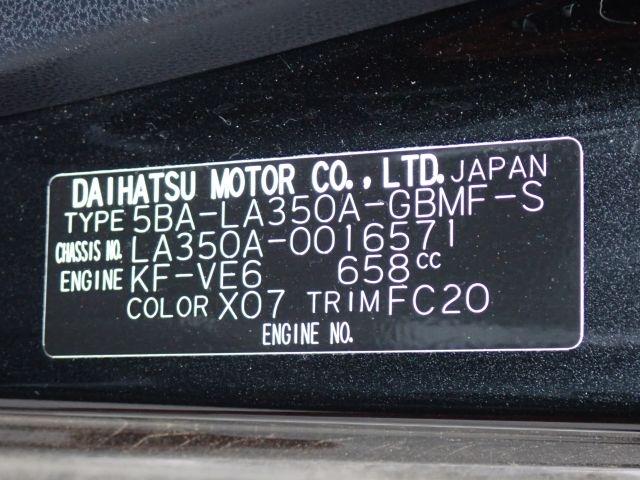 DAIHATSU MOTOR CO., LTD. JAPAN
TYPE 5BA-LA350A-GBMF-S
CHASSIS NO. LA350A-0016571
ENGINE KF-VE6 658cc
COLOR X07 TRIM FC20
ENGINE NO.